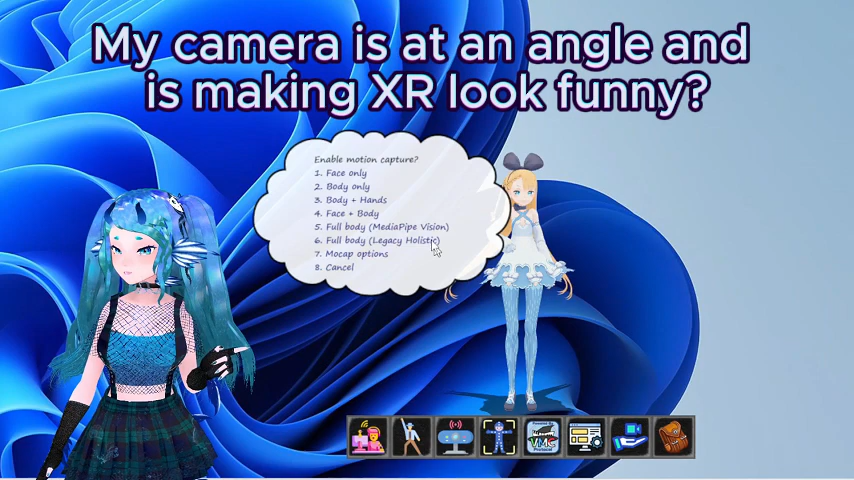 My camera is at an angle and
is making XR look funny?
Enable motion capture?
1. Face only
2. Body only
3. Body + Hands
4. Face + Body
5. Full body (MediaPipe Vision)
6. Full body (Legacy Holistic)
7. Mocap options
8. Cancel
VMC
Protocol